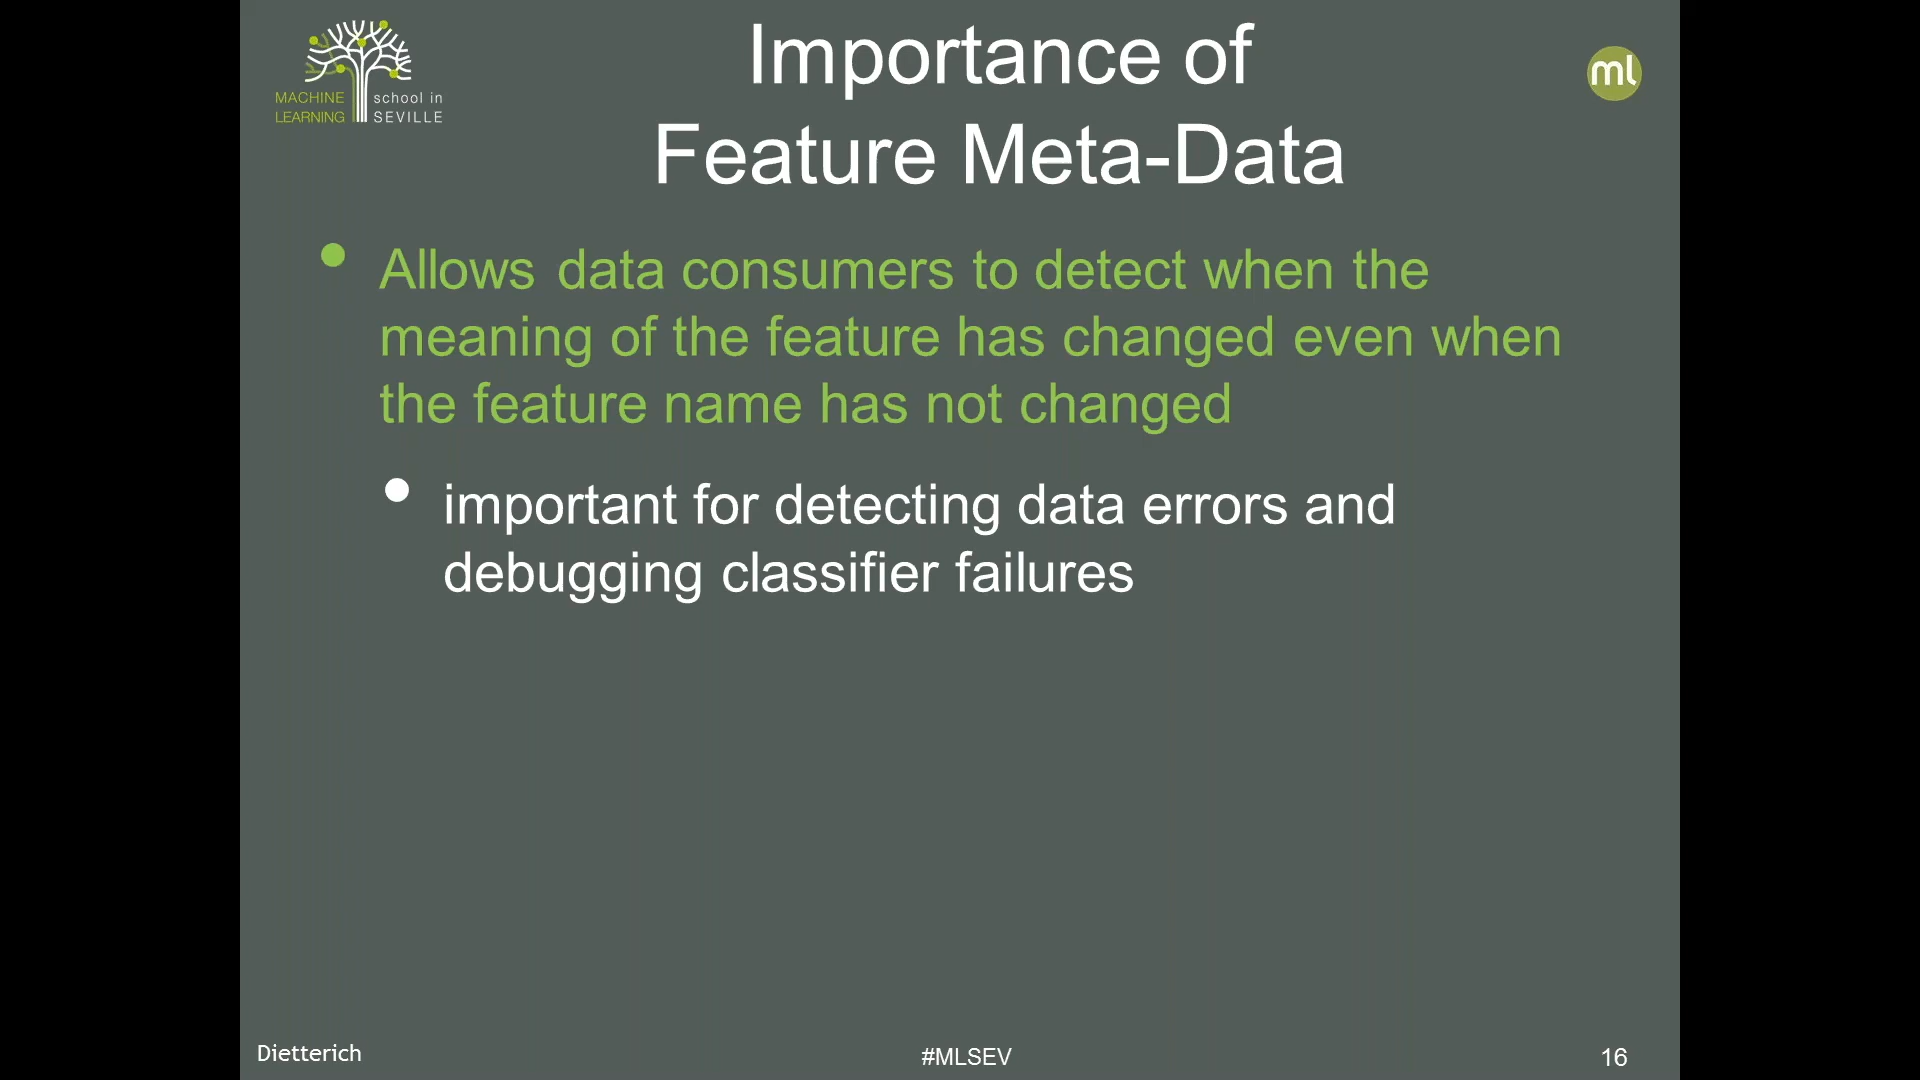 MACHINE school in
LEARNING SEVILLE
Importance of
Feature Meta-Data
ml
• Allows data consumers to detect when the
meaning of the feature has changed even when
the feature name has not changed
• important for detecting data errors and
debugging classifier failures
Dietterich
#MLSEV
16